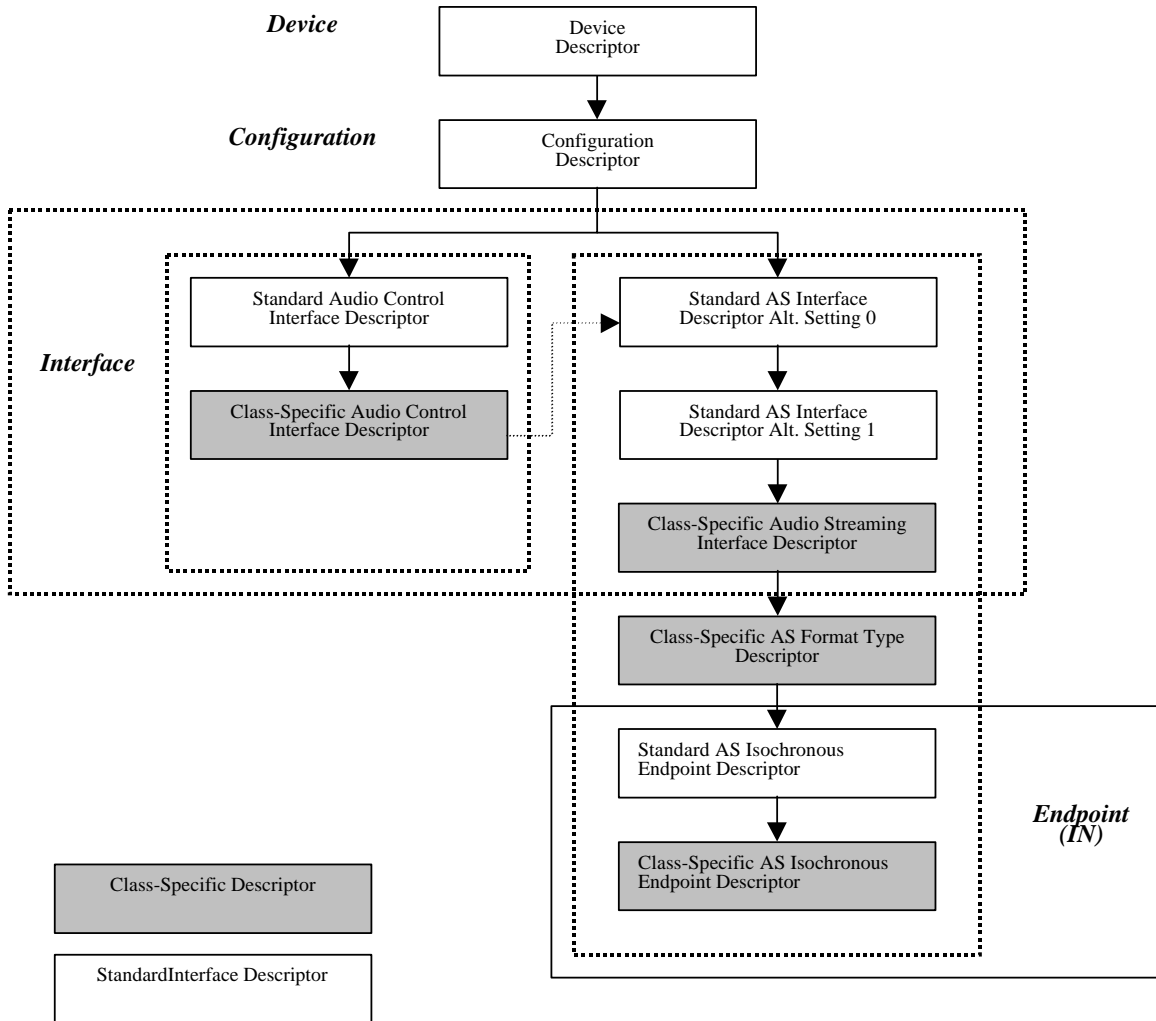 Device
Device
Descriptor
Configuration
Configuration
Descriptor
Interface
Standard Audio Control
Interface Descriptor
Class-Specific Audio Control
Interface Descriptor
Standard AS Interface
Descriptor Alt. Setting 0
Standard AS Interface
Descriptor Alt. Setting 1
Class-Specific Audio Streaming
Interface Descriptor
Class-Specific AS Format Type
Descriptor
Standard AS Isochronous
Endpoint Descriptor
Class-Specific AS Isochronous
Endpoint Descriptor
Endpoint
(IN)
Class-Specific Descriptor
StandardInterface Descriptor